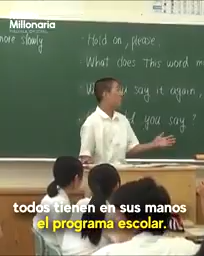 Millonaria
more slowly
Hold on, please.
What does This word m
you say it again,
d you say?
todos tienen en sus manos
el programa escolar.